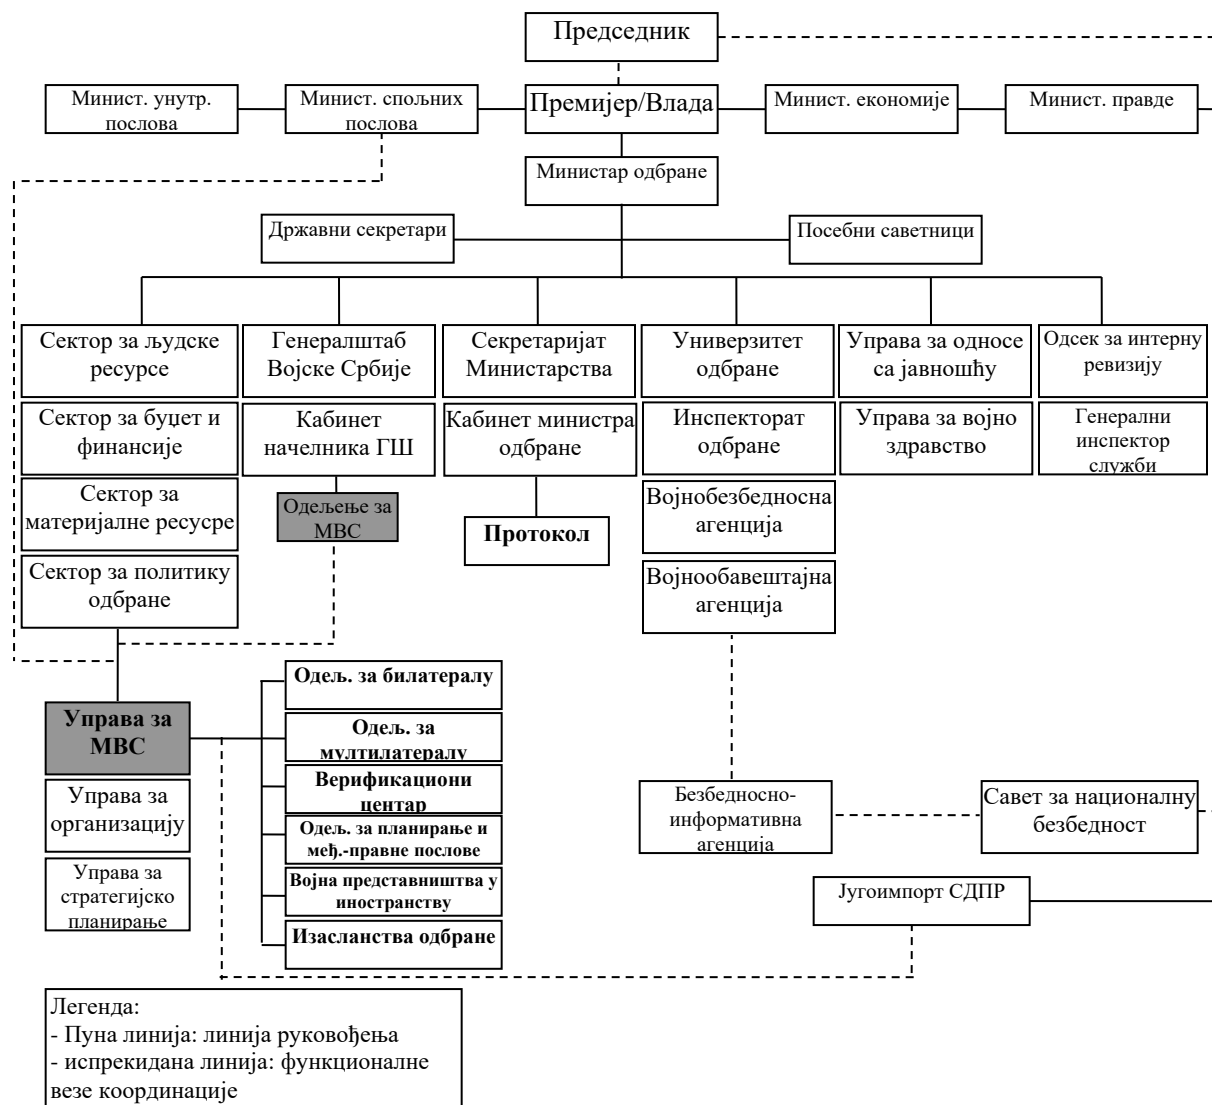 Председник
Минист. унутр.
послова
Минист. спољних
послова
Премијер/Влада
Минист. економије
Минист. правде
Министар одбране
Државни секретари
Посебни саветници
Сектор за људске
ресурсе
Генералштаб
Војске Србије
Секретаријат
Министарства
Универзитет
одбране
Управа за односе
са јавношћу
Одсек за интерну
ревизију
Сектор за буџет и
финансије
Кабинет
начелника ГШ
Кабинет министра
одбране
Инспекторат
одбране
Управа за војно
здравство
Генерални
инспектор
служби
Сектор за
материјалне ресусре
Одељење за
МВС
Протокол
Војнобезбедносна
агенција
Сектор за политику
одбране
Војнообавештајна
агенција
Управа за
МВС
Одељ. за билатералу
Одељ. за
мултилатералу
Верификациони
центар
Одељ. за планирање и
међ.-правне послове
Војна представништва у
иностранству
Изасланства одбране
Управа за
организацију
Управа за
стратегијско
планирање
Безбедносно-
информативна
агенција
Савет за националну
безбедност
Југоимпорт СДПР
Легенда:
- Пуна линија: линија руковођења
- испрекидана линија: функционалне
везе координације